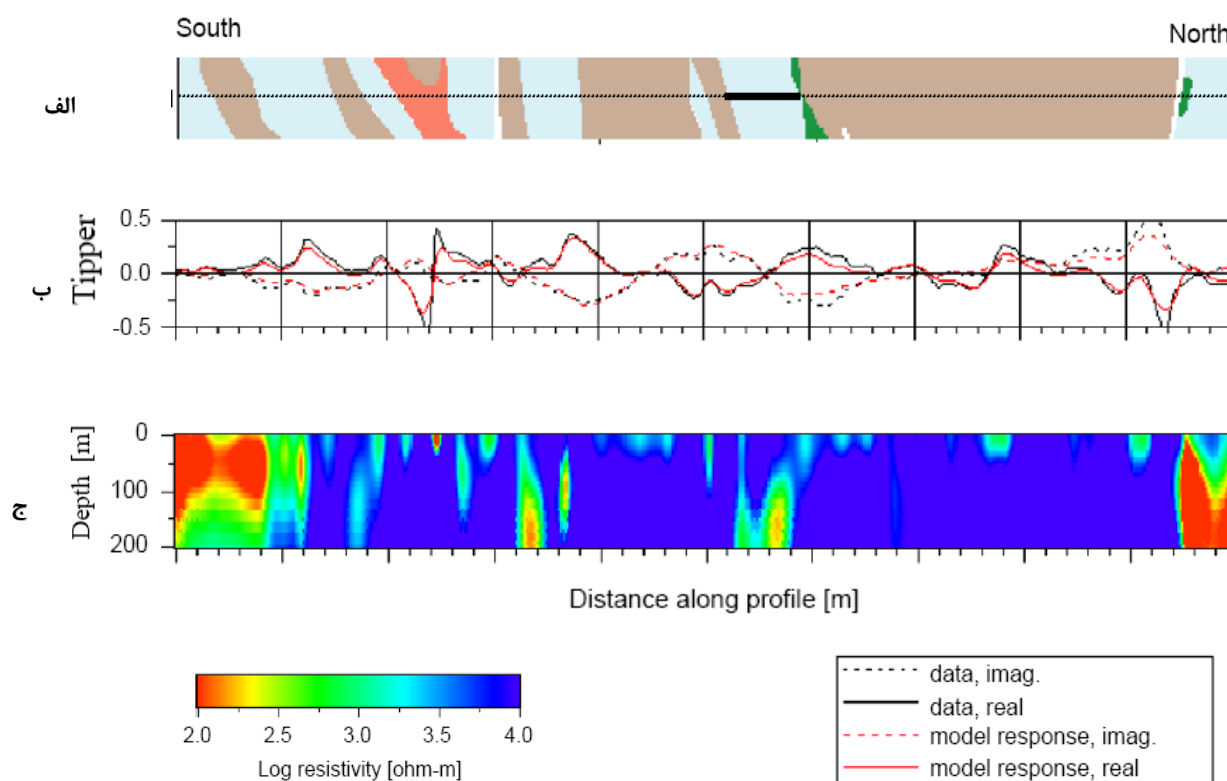 South North
الف
ب
Tipper
0.5
0.0
-0.5
ج
Depth [m]
0
100
200
Distance along profile [m]
2.0 2.5 3.0 3.5 4.0
Log resistivity [ohm-m]
data, imag.
data, real
model response, imag.
model response, real